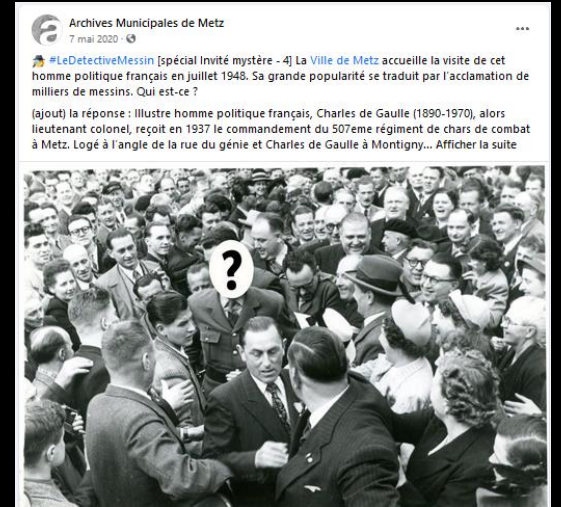 Archives Municipales de Metz
7 mai 2020 ·
#LeDetectiveMessin [spécial Invité mystère - 4] La Ville de Metz accueille la visite de cet
homme politique français en juillet 1948. Sa grande popularité se traduit par l'acclamation de
milliers de messins. Qui est-ce ?
(ajout) la réponse : Illustre homme politique français, Charles de Gaulle (1890-1970), alors
lieutenant colonel, reçoit en 1937 le commandement du 507eme régiment de chars de combat
à Metz. Logé à l'angle de la rue du génie et Charles de Gaulle à Montigny... Afficher la suite
?